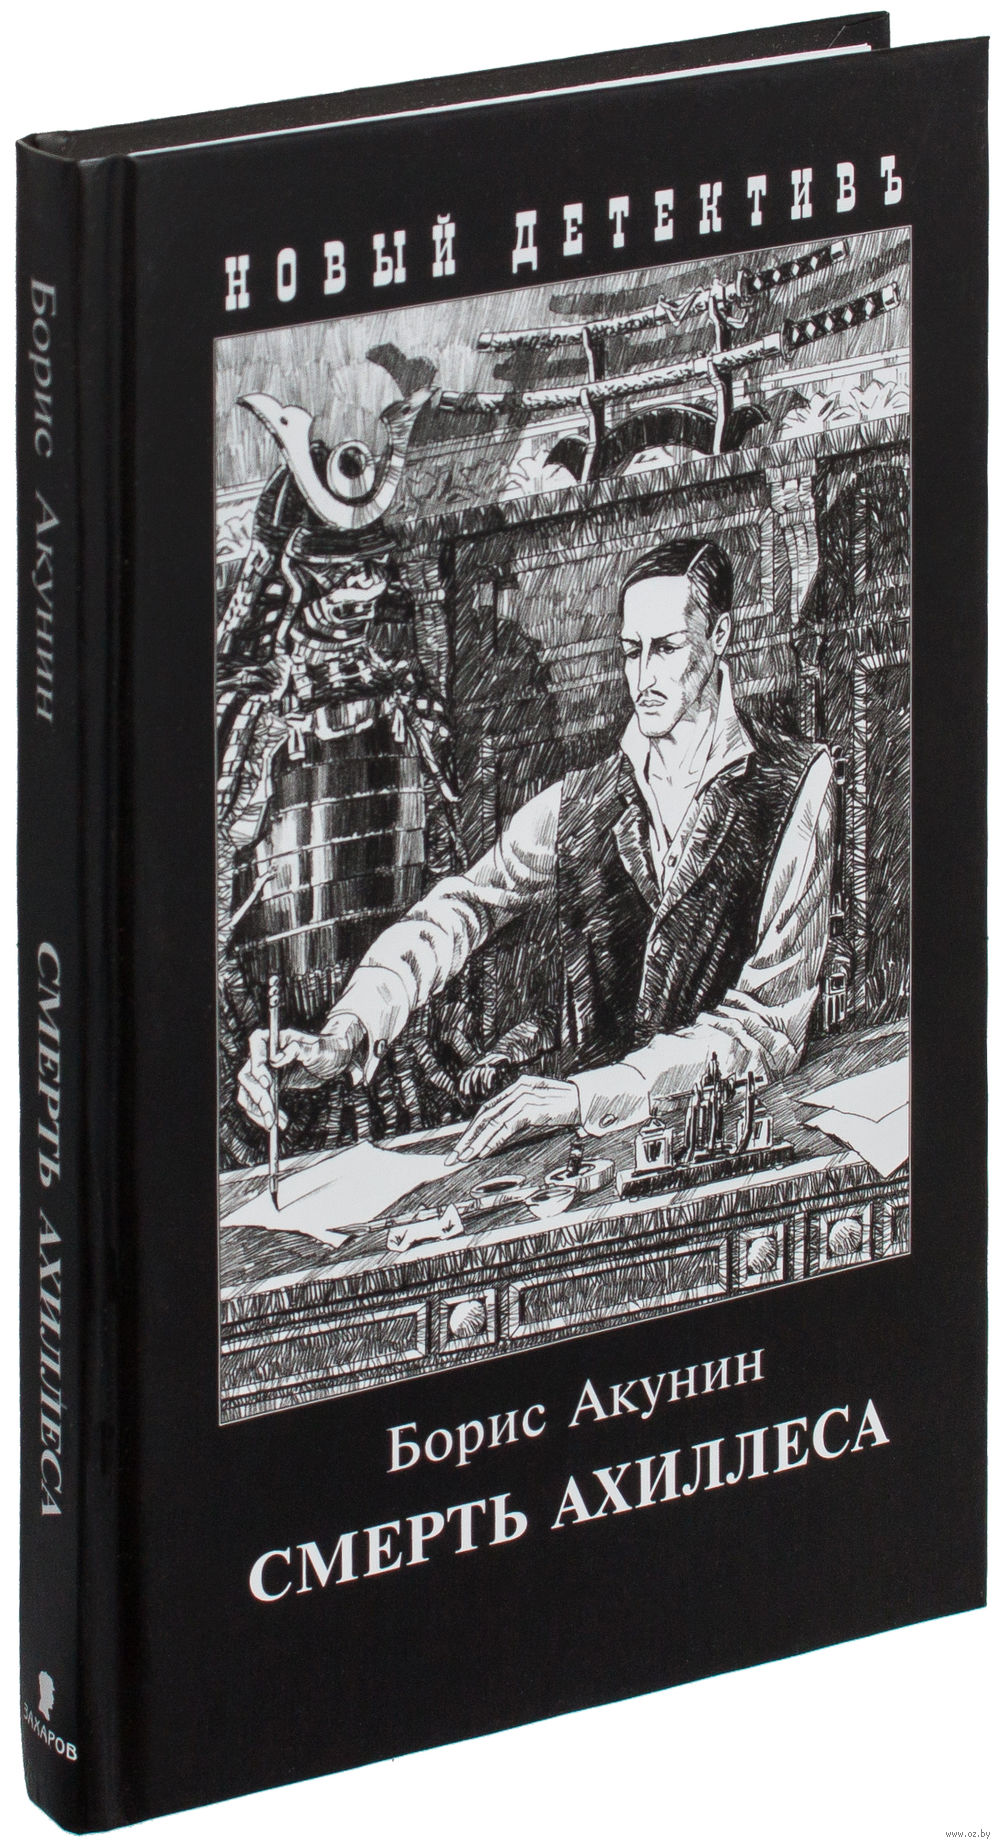 НОВЫЙ ДЕТЕКТИВЪ
Борис Акунин
СМЕРТЬ АХИЛЛЕСА
Борис Акунин СМЕРТЬ АХИЛЛЕСА
ЗАХАРОВ
www.oz.by